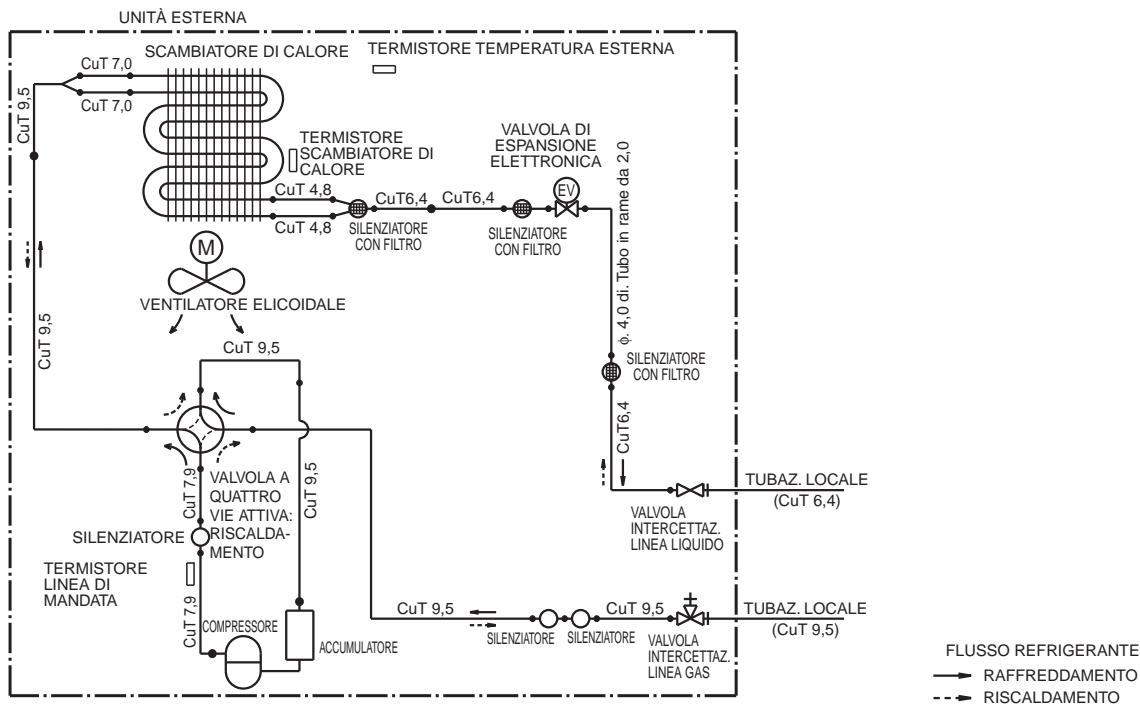 UNITÀ ESTERNA
SCAMBIATORE DI CALORE
TERMISTORE TEMPERATURA ESTERNA
CuT 7,0
CuT 7,0
CuT 9,5
TERMISTORE
SCAMBIATORE DI
CALORE
VALVOLA DI
ESPANSIONE
ELETTRONICA
EV
CuT 4,8
CuT 4,8
CuT6,4
CuT6,4
SILENZIATORE
CON FILTRO
SILENZIATORE
CON FILTRO
M
VENTILATORE ELICOIDALE
ϕ. 4,0 di. Tubo in rame da 2,0
CuT 9,5
CuT 9,5
SILENZIATORE
CON FILTRO
CuT6,4
CuT 7,9
VALVOLA A
QUATTRO
VIE ATTIVA:
RISCALDA-
MENTO
CuT 9,5
SILENZIATORE
TERMISTORE
LINEA DI
MANDATA
CuT 7,9
COMPRESSORE
ACCUMULATORE
TUBAZ. LOCALE
(CuT 6,4)
VALVOLA
INTERCETTAZ.
LINEA LIQUIDO
CuT 9,5
CuT 9,5
SILENZIATORE
SILENZIATORE
VALVOLA
INTERCETTAZ.
LINEA GAS
TUBAZ. LOCALE
(CuT 9,5)
FLUSSO REFRIGERANTE
RAFFREDDAMENTO
RISCALDAMENTO